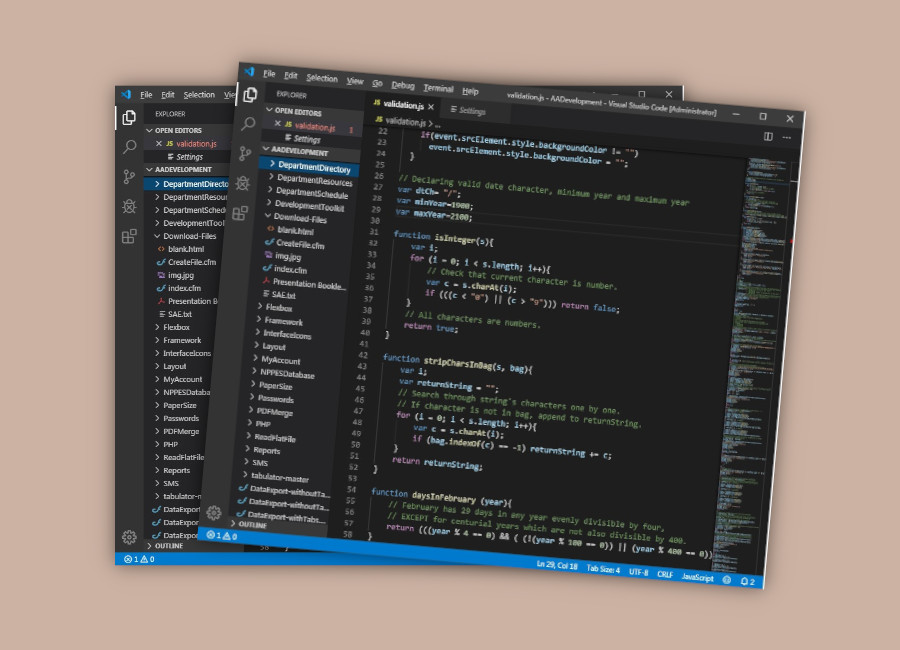 File Edit Selection View
EXPLORER
OPEN EDITORS
validation.js
Settings
AADEVELOPMENT
DepartmentDirecto
DepartmentResou
DepartmentSchedu
DevelopmentTool
Download-Files
blank.html
CreateFile.cfm
img.jpg
index.cfm
Presentation B
SAE.txt
Flexbox
Framework
InterfaceIcons
Layout
MyAccount
NPPESDataba
PaperSize
Passwords
PDFMerge
PHP
ReadFlatFile
Reports
SMS
tabulator-m
DataExpor
DataExpor
DataExpor
OUTLINE
1 0
File Edit Selection View Go Debug Terminal Help
validation.js - AADevelopment - Visual Studio Code [Administrator]
EXPLORER
OPEN EDITORS
validation.js 1
Settings
AADEVELOPMENT
DepartmentDirectory
DepartmentResources
DepartmentSchedule
DevelopmentToolkit
Download-Files
blank.html
CreateFile.cfm
img.jpg
index.cfm
Presentation Bookle...
SAE.txt
Flexbox
Framework
InterfaceIcons
Layout
MyAccount
NPPESDatabase
PaperSize
Passwords
PDFMerge
PHP
ReadFlatFile
Reports
SMS
tabulator-master
DataExport-withoutTa...
DataExport-withoutTa...
DataExport-withTabs...
OUTLINE
JS validation.js Settings
JS validation.js > ...
22 if(event.srcElement.style.backgroundColor != "")
23 event.srcElement.style.backgroundColor = "";
24 }
25
26 // Declaring valid date character, minimum year and maximum year
27 var dtCh= "/";
28 var minYear=1900;
29 var maxYear=2100;
30
31 function isInteger(s){
32 var i;
33 for (i = 0; i < s.length; i++){
34 // Check that current character is number.
35 var c = s.charAt(i);
36 if (((c < "0") || (c > "9"))) return false;
37 }
38 // All characters are numbers.
39 return true;
40 }
41
42 function stripCharsInBag(s, bag){
43 var i;
44 var returnString = "";
45 // Search through string's characters one by one.
46 // If character is not in bag, append to returnString.
47 for (i = 0; i < s.length; i++){
48 var c = s.charAt(i);
49 if (bag.indexOf(c) == -1) returnString += c;
50 }
51 return returnString;
52 }
53
54 function daysInFebruary (year){
55 // February has 29 days in any year evenly divisible by four,
56 // EXCEPT for centurial years which are not also divisible by 400.
57 return (((year % 4 == 0) && ( (!(year % 100 == 0)) || (year % 400 == 0))
58 }
1 0 Ln 29, Col 18 Tab Size: 4 UTF-8 CRLF JavaScript 2